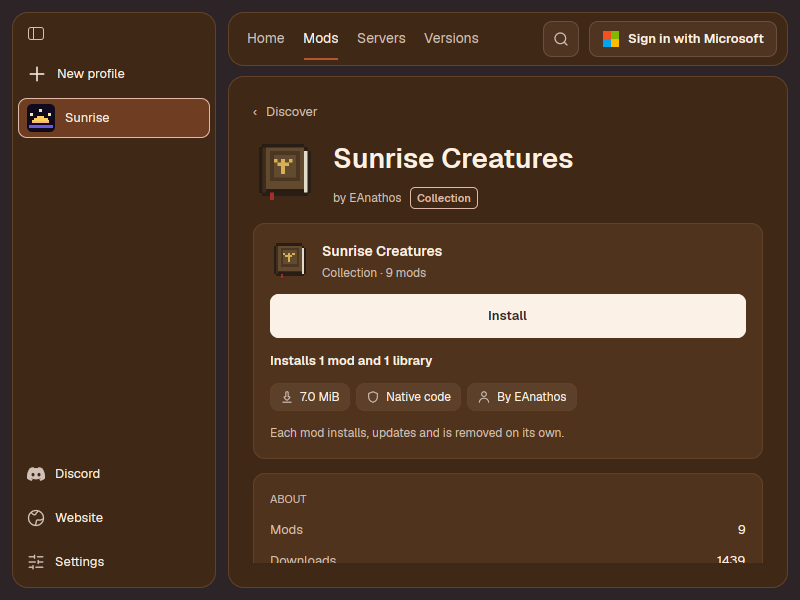 New profile
Sunrise
Discord
Website
Settings
Home
Mods
Servers
Versions
Sign in with Microsoft
‹ Discover
Sunrise Creatures
by EAnathos
Collection
Sunrise Creatures
Collection · 9 mods
Install
Installs 1 mod and 1 library
7.0 MiB
Native code
By EAnathos
Each mod installs, updates and is removed on its own.
ABOUT
Mods
9
Downloads
1439